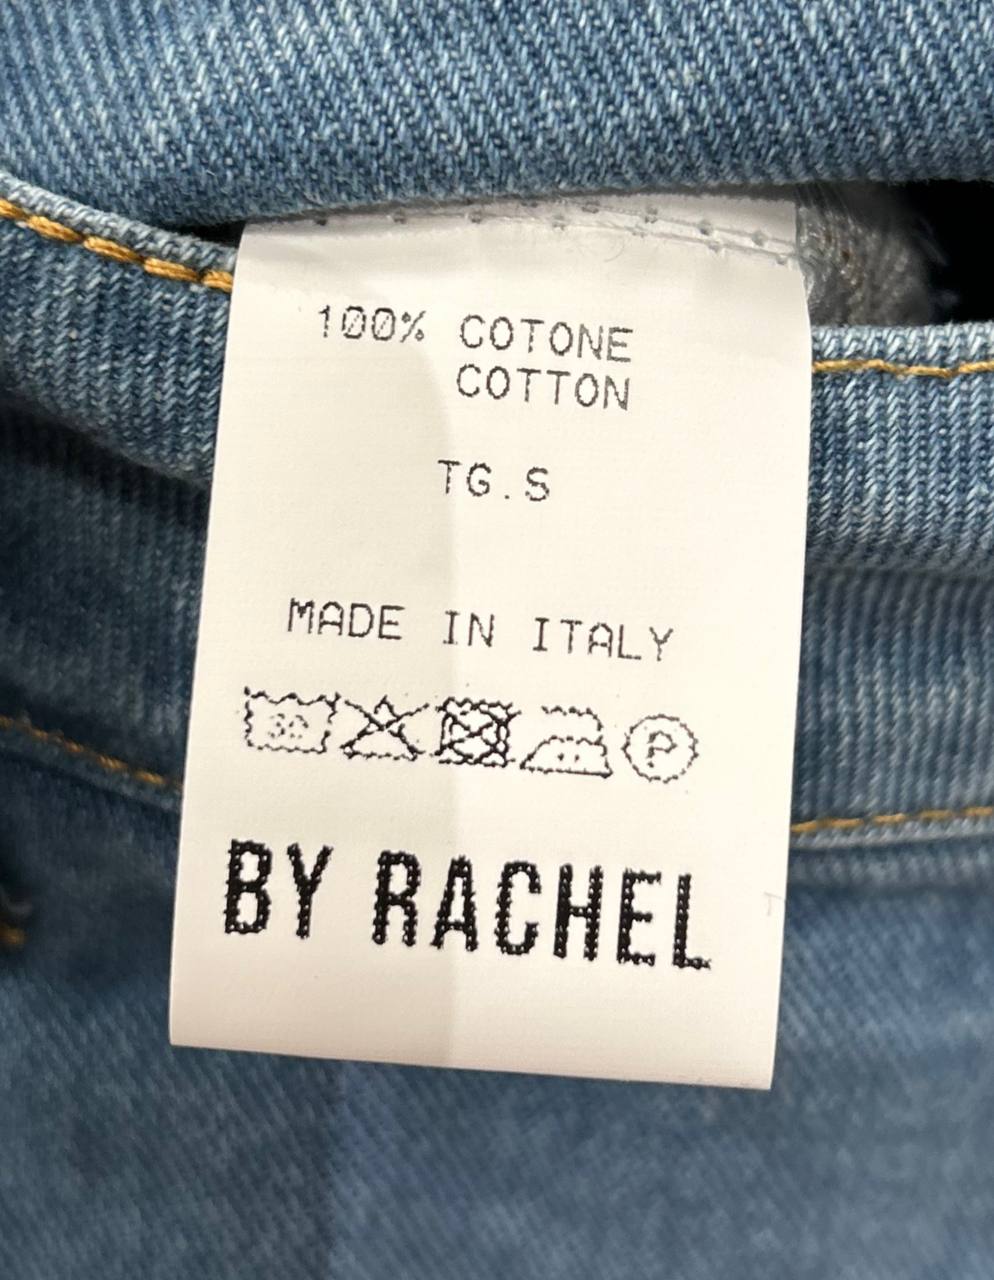 100% COTONE
COTTON
TG.S
MADE IN ITALY
30 P
BY RACHEL